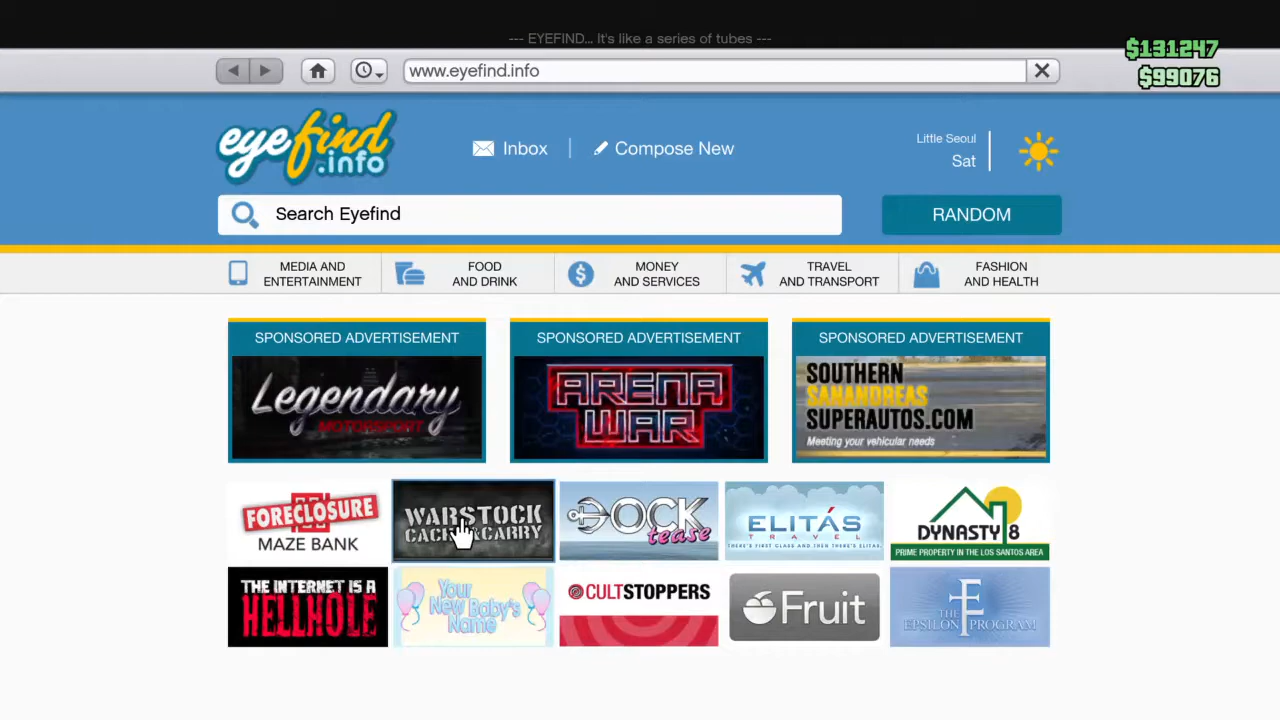 --- EYEFIND... It's like a series of tubes ---
$131247
$99076
www.eyefind.info
eyefind
.info
Inbox
Compose New
Little Seoul
Sat
Search Eyefind
RANDOM
MEDIA AND
ENTERTAINMENT
FOOD
AND DRINK
MONEY
AND SERVICES
TRAVEL
AND TRANSPORT
FASHION
AND HEALTH
SPONSORED ADVERTISEMENT
Legendary
MOTORSPORT
SPONSORED ADVERTISEMENT
ARENA
WAR
SPONSORED ADVERTISEMENT
SOUTHERN
SANANDREAS
SUPERAUTOS.COM
Meeting your vehicular needs
FORECLOSURE
MAZE BANK
WARSTOCK
CACHE & CARRY
DOCK
tease
ELITÁS
TRAVEL
THERE'S FIRST CLASS AND THEN THERE'S ELITAS
DYNASTY 8
PRIME PROPERTY IN THE LOS SANTOS AREA
THE INTERNET IS A
HELLHOLE
Your
New Baby's
Name
CULTSTOPPERS
Fruit
THE
EPSILON PROGRAM